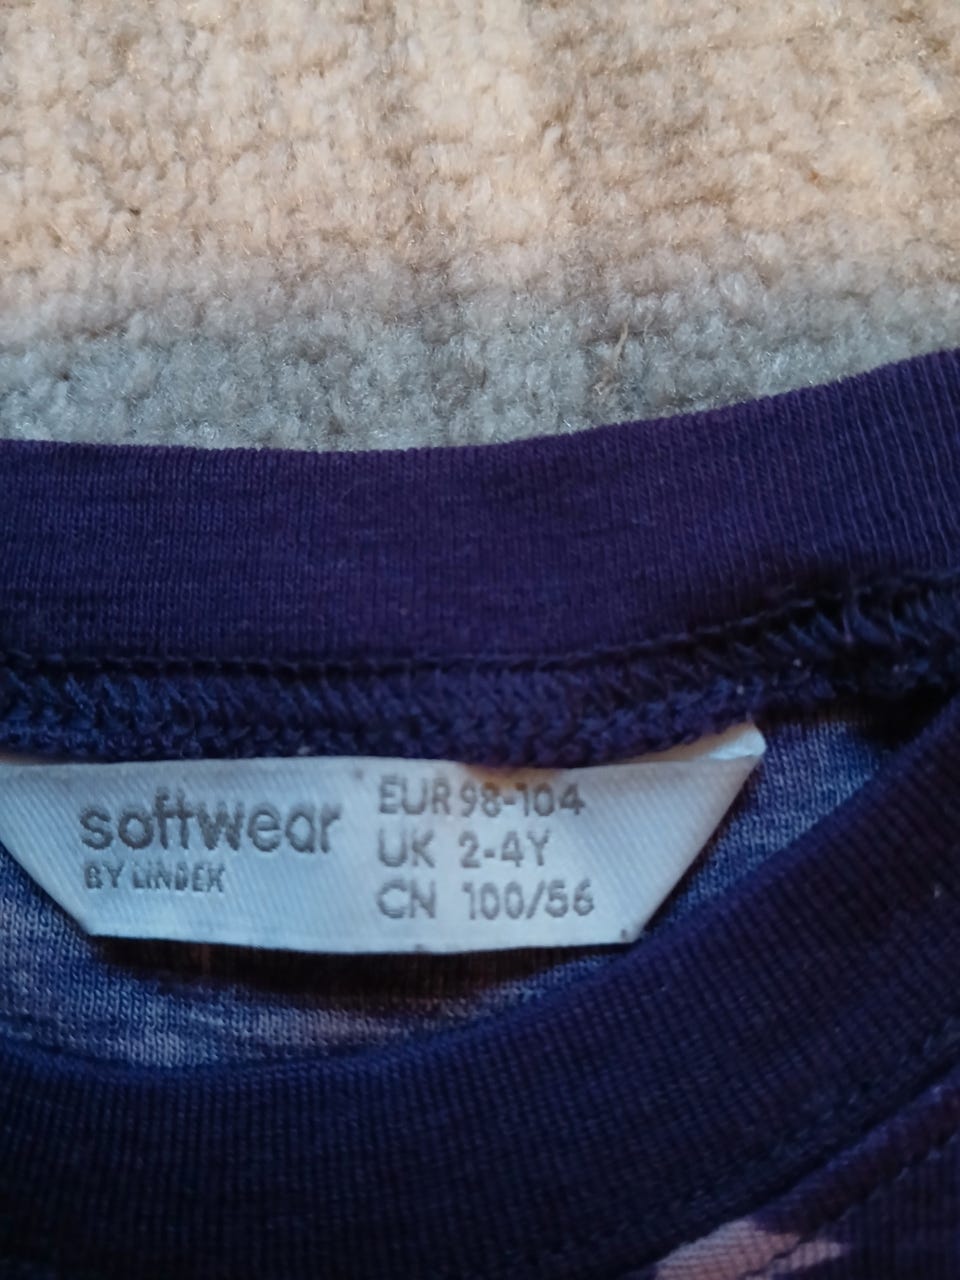 softwear
BY LINDEX
EUR 98-104
UK 2-4Y
CN 100/56